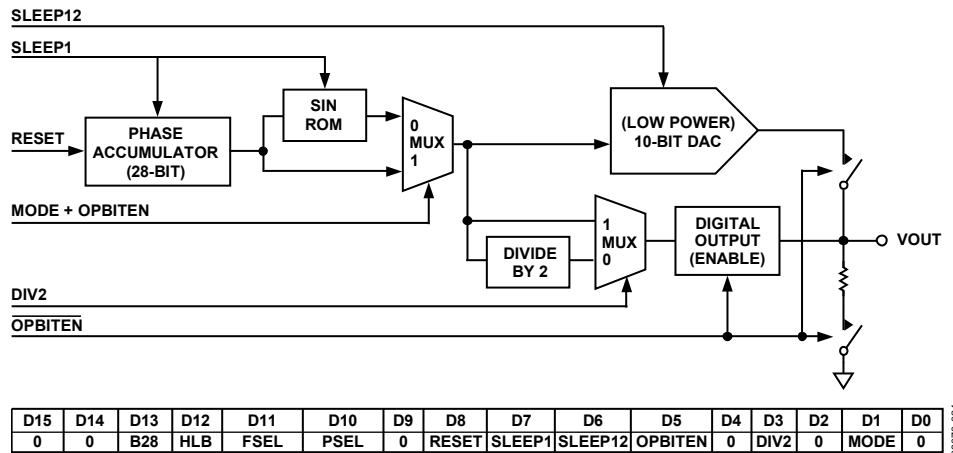 SLEEP12
SLEEP1
RESET
PHASE
ACCUMULATOR
(28-BIT)
SIN
ROM
0
MUX
1
(LOW POWER)
10-BIT DAC
MODE + OPBITEN
1
MUX
0
DIVIDE
BY 2
DIGITAL
OUTPUT
(ENABLE)
VOUT
DIV2
OPBITEN
D15 D14 D13 D12 D11 D10 D9 D8 D7 D6 D5 D4 D3 D2 D1 D0
0 0 B28 HLB FSEL PSEL 0 RESET SLEEP1 SLEEP12 OPBITEN 0 DIV2 0 MODE 0